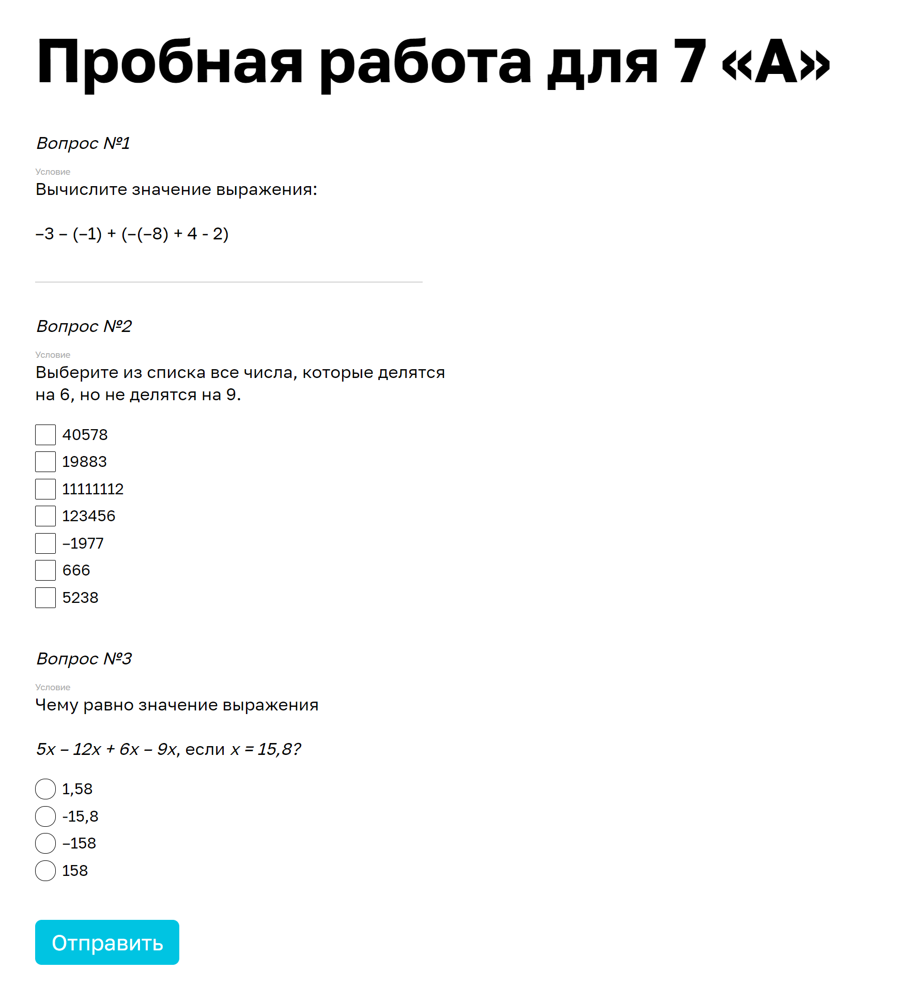 Пробная работа для 7 «А»
Вопрос №1
Условие
Вычислите значение выражения:
–3 – (–1) + (–(–8) + 4 - 2)
Вопрос №2
Условие
Выберите из списка все числа, которые делятся
на 6, но не делятся на 9.
40578
19883
11111112
123456
–1977
666
5238
Вопрос №3
Условие
Чему равно значение выражения
5x – 12x + 6x – 9x, если x = 15,8?
1,58
-15,8
–158
158
Отправить